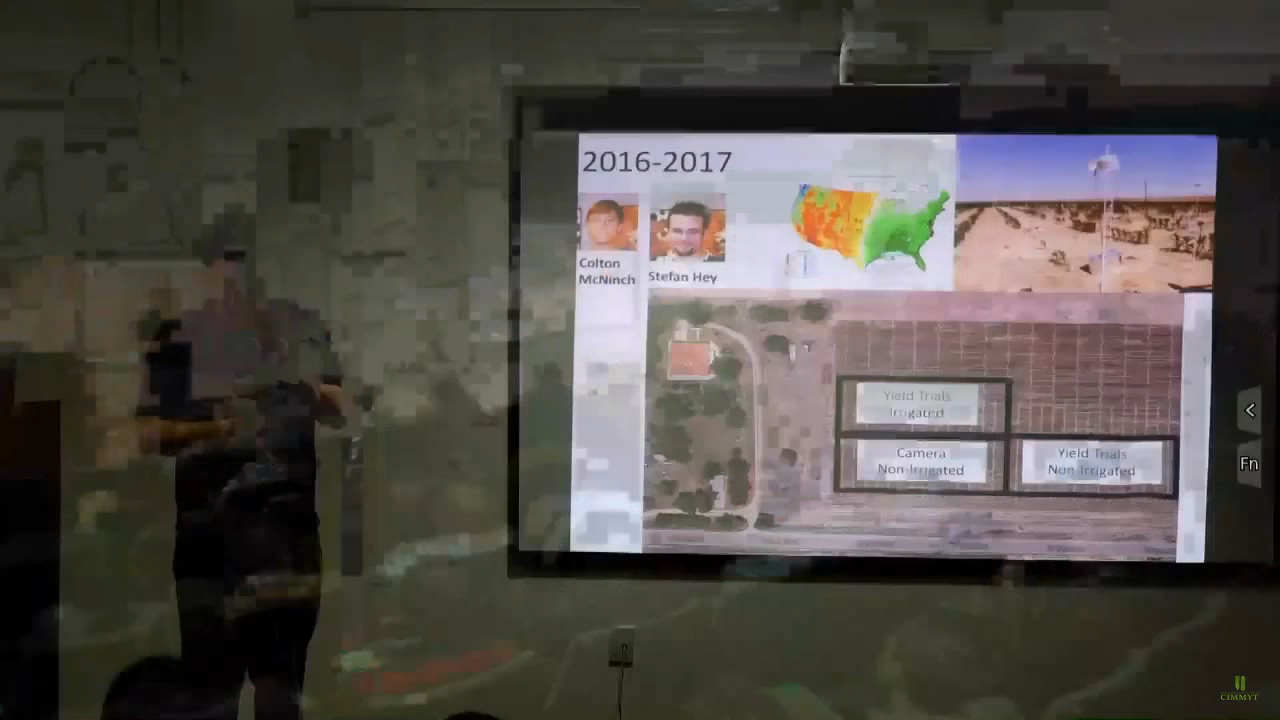 2016-2017
Colton
McNinch
Stefan Hey
Yield Trials
Irrigated
Camera
Non-Irrigated
Yield Trials
Non-Irrigated
<
Fn
CIMMYT